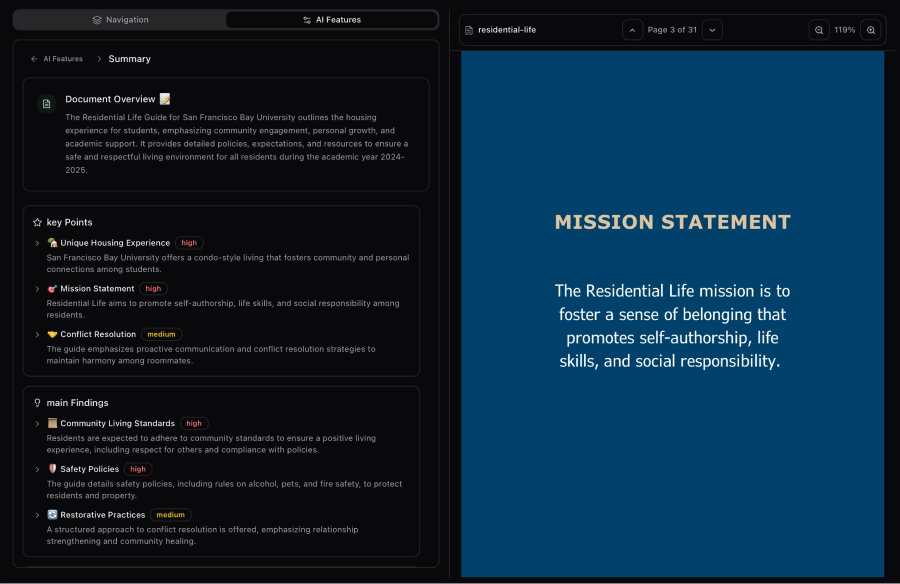 Navigation
AI Features
AI Features > Summary
Document Overview 📝
The Residential Life Guide for San Francisco Bay University outlines the housing
experience for students, emphasizing community engagement, personal growth, and
academic support. It provides detailed policies, expectations, and resources to ensure a
safe and respectful living environment for all residents during the academic year 2024-
2025.
key Points
Unique Housing Experience high
San Francisco Bay University offers a condo-style living that fosters community and personal
connections among students.
Mission Statement high
Residential Life aims to promote self-authorship, life skills, and social responsibility among
residents.
Conflict Resolution medium
The guide emphasizes proactive communication and conflict resolution strategies to
maintain harmony among roommates.
main Findings
Community Living Standards high
Residents are expected to adhere to community standards to ensure a positive living
experience, including respect for others and compliance with policies.
Safety Policies high
The guide details safety policies, including rules on alcohol, pets, and fire safety, to protect
residents and property.
Restorative Practices medium
A structured approach to conflict resolution is offered, emphasizing relationship
strengthening and community healing.
residential-life
Page 3 of 31
119%
MISSION STATEMENT
The Residential Life mission is to
foster a sense of belonging that
promotes self-authorship, life
skills, and social responsibility.